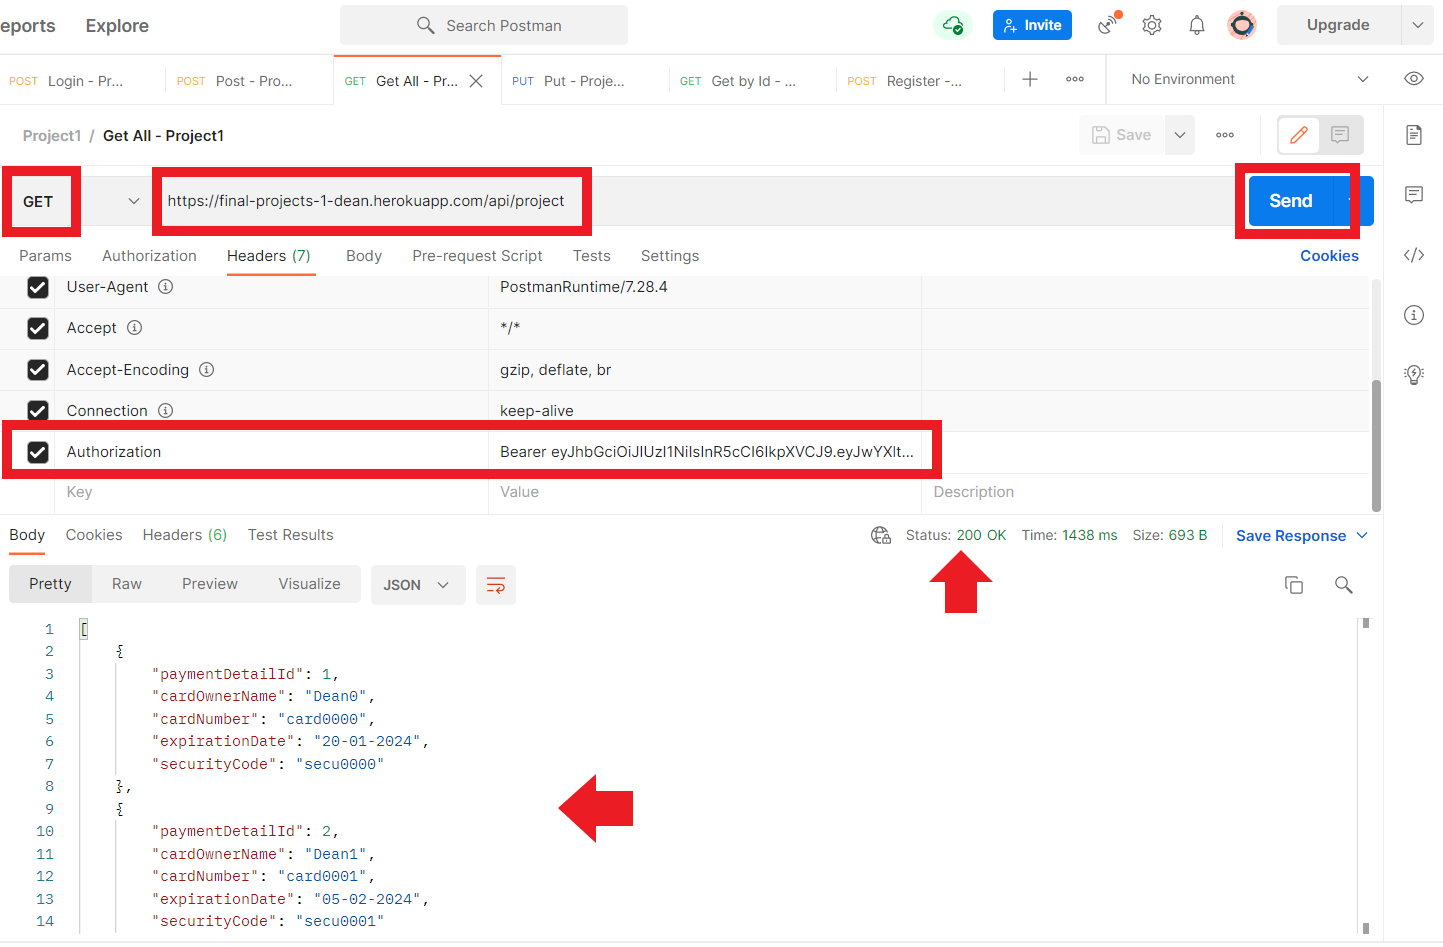 eports Explore Search Postman Invite Upgrade
POST Login - Pr... POST Post - Pro... GET Get All - Pr... PUT Put - Proje... GET Get by Id - ... POST Register -... No Environment
Project1 / Get All - Project1 Save
GET https://final-projects-1-dean.herokuapp.com/api/project Send
Params Authorization Headers (7) Body Pre-request Script Tests Settings Cookies
User-Agent PostmanRuntime/7.28.4
Accept */*
Accept-Encoding gzip, deflate, br
Connection keep-alive
Authorization Bearer eyJhbGciOiJIUzI1NiIsInR5cCI6IkpXVCJ9.eyJwYXlt...
Key Value Description
Body Cookies Headers (6) Test Results Status: 200 OK Time: 1438 ms Size: 693 B Save Response
Pretty Raw Preview Visualize JSON
1 [
2 {
3 "paymentDetailId": 1,
4 "cardOwnerName": "Dean0",
5 "cardNumber": "card0000",
6 "expirationDate": "20-01-2024",
7 "securityCode": "secu0000"
8 },
9 {
10 "paymentDetailId": 2,
11 "cardOwnerName": "Dean1",
12 "cardNumber": "card0001",
13 "expirationDate": "05-02-2024",
14 "securityCode": "secu0001"